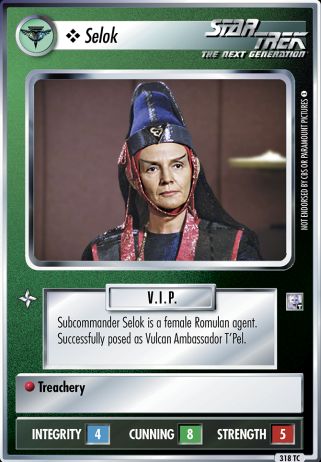 ❖ Selok
STAR TREK
THE NEXT GENERATION®
NOT ENDORSED BY CBS OR PARAMOUNT PICTURES
V.I.P.
Subcommander Selok is a female Romulan agent.
Successfully posed as Vulcan Ambassador T'Pel.
Treachery
INTEGRITY 4 CUNNING 8 STRENGTH 5
318 TC